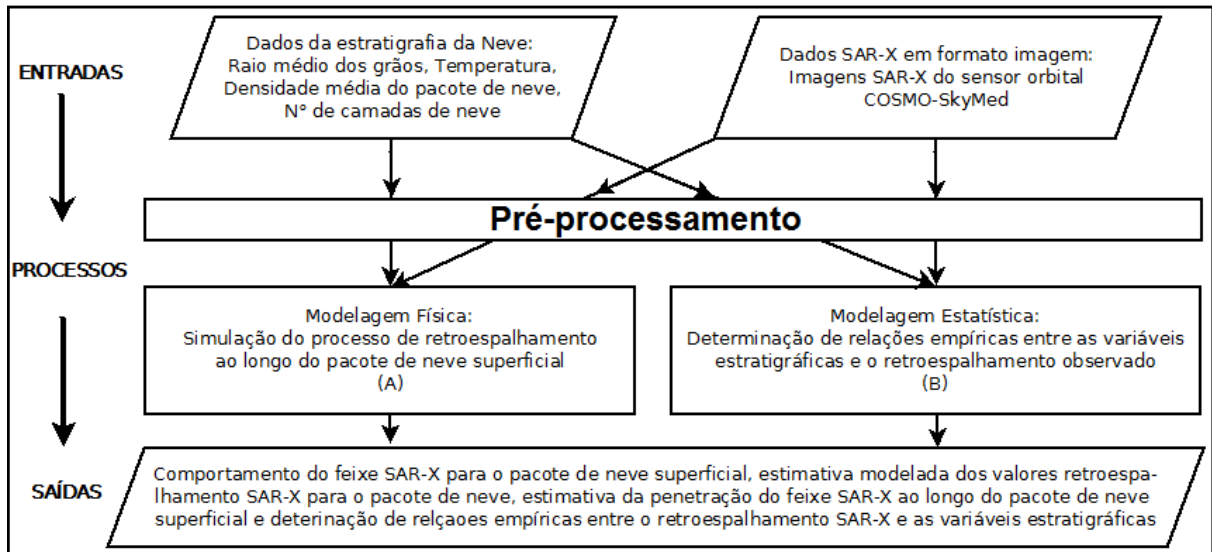 ENTRADAS
Dados da estratigrafia da Neve:
Raio médio dos grãos, Temperatura,
Densidade média do pacote de neve,
N° de camadas de neve
Dados SAR-X em formato imagem:
Imagens SAR-X do sensor orbital
COSMO-SkyMed
Pré-processamento
PROCESSOS
Modelagem Física:
Simulação do processo de retroespalhamento
ao longo do pacote de neve superficial
(A)
Modelagem Estatística:
Determinação de relações empíricas entre as variáveis
estratigráficas e o retroespalhamento observado
(B)
SAÍDAS
Comportamento do feixe SAR-X para o pacote de neve superficial, estimativa modelada dos valores retroespa-
lhamento SAR-X para o pacote de neve, estimativa da penetração do feixe SAR-X ao longo do pacote de neve
superficial e deterinação de relçaoes empíricas entre o retroespalhamento SAR-X e as variáveis estratigráficas